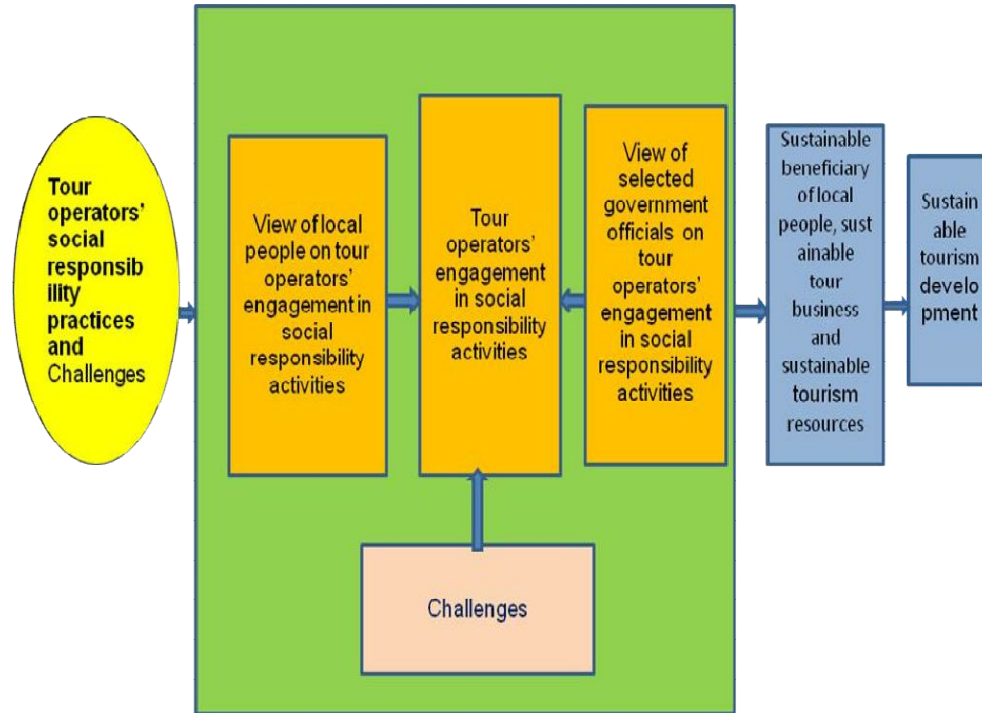 Tour
operators’
social
responsib
ility
practices
and
Challenges
View of local
people on tour
operators’
engagement in
social
responsibility
activities
Tour
operators’
engagement
in social
responsibility
activities
View of
selected
government
officials on
tour
operators’
engagement
in social
responsibility
activities
Challenges
Sustainable
beneficiary
of local
people, sust
ainable
tour
business
and
sustainable
tourism
resources
Sustain
able
tourism
develo
pment